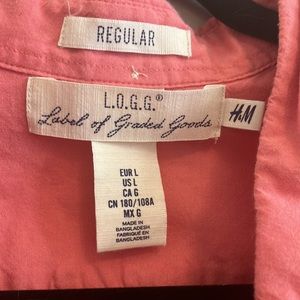 REGULAR
L.O.G.G.®
Label of Graded Goods
H&M
EUR L
US L
CA G
CN 180/108A
MX G
MADE IN
BANGLADESH
FABRIQUÉ EN
BANGLADESH